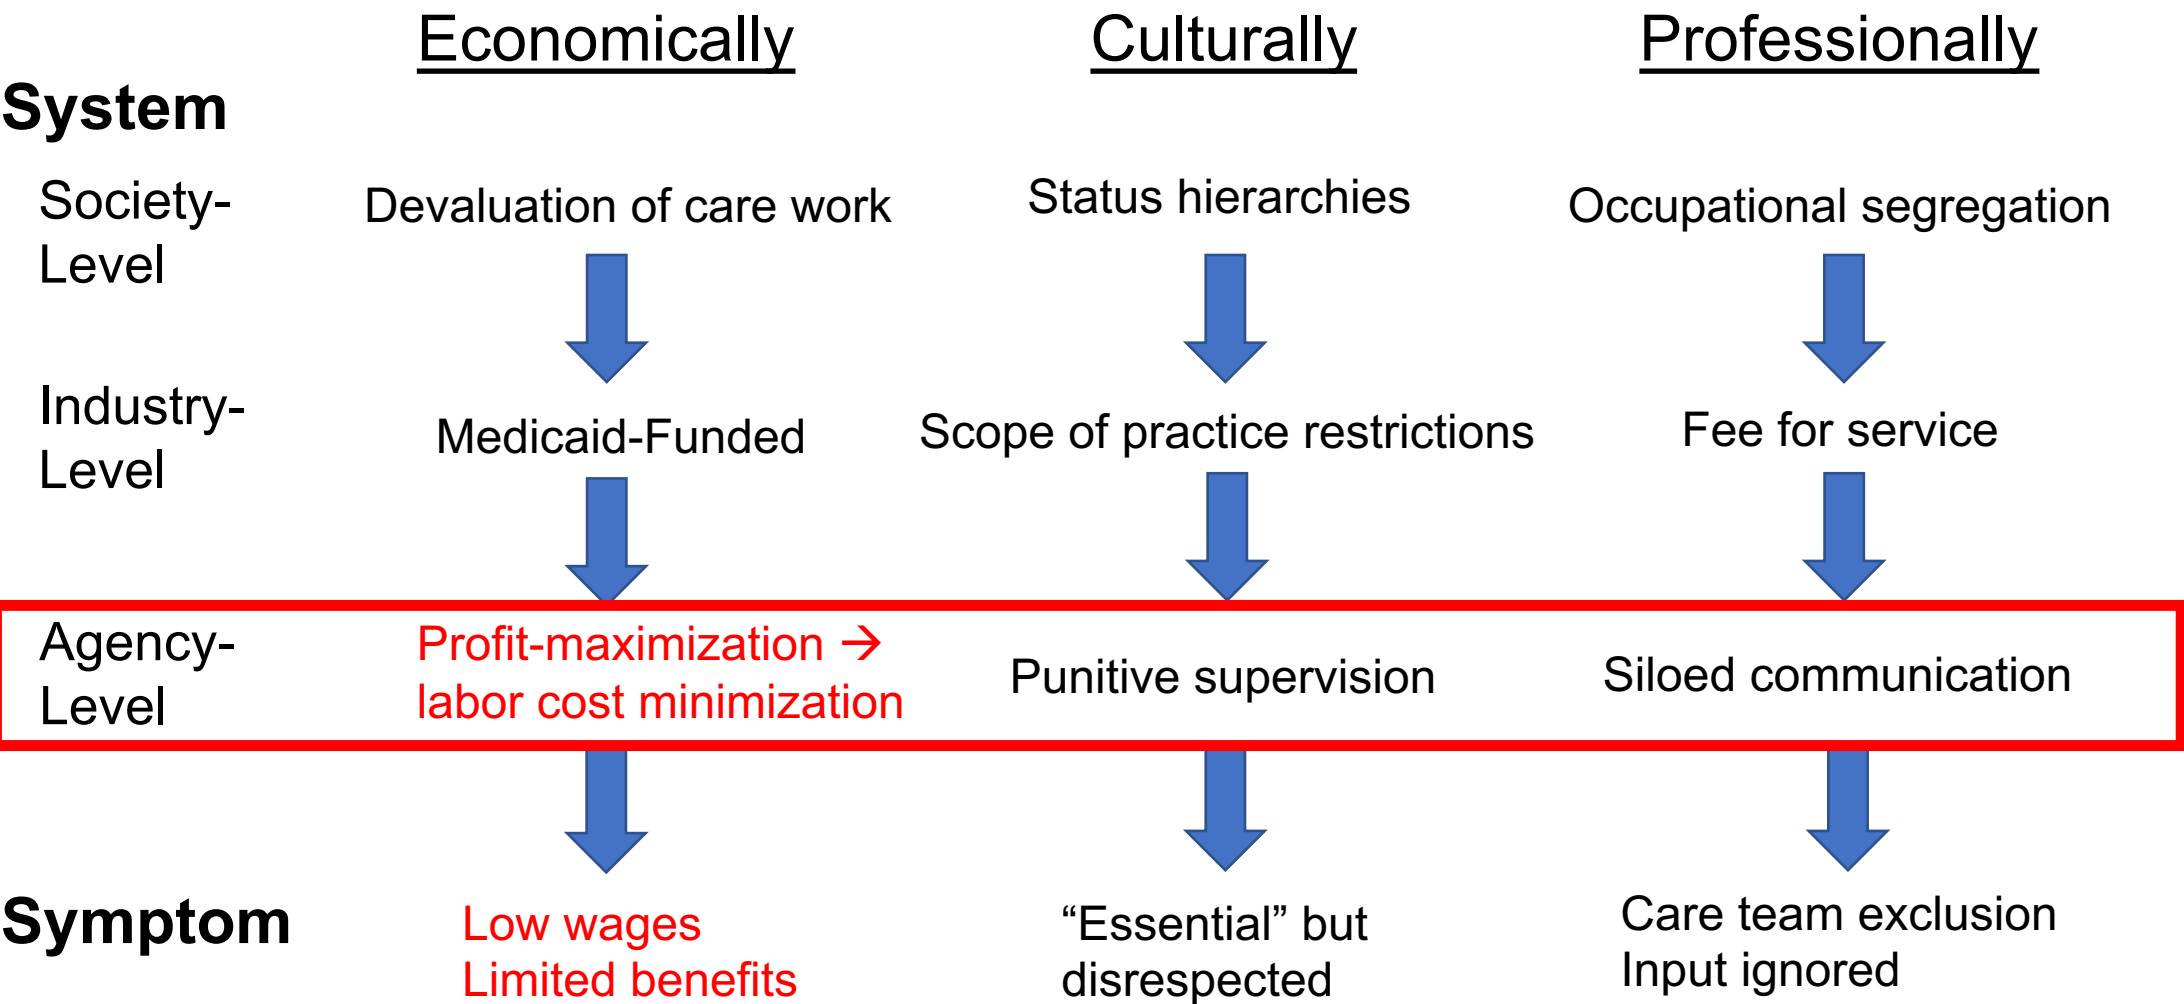 Economically
Culturally
Professionally
System
Society-
Level
Devaluation of care work
Status hierarchies
Occupational segregation
Industry-
Level
Medicaid-Funded
Scope of practice restrictions
Fee for service
Agency-
Level
Profit-maximization →
labor cost minimization
Punitive supervision
Siloed communication
Symptom
Low wages
Limited benefits
“Essential” but
disrespected
Care team exclusion
Input ignored